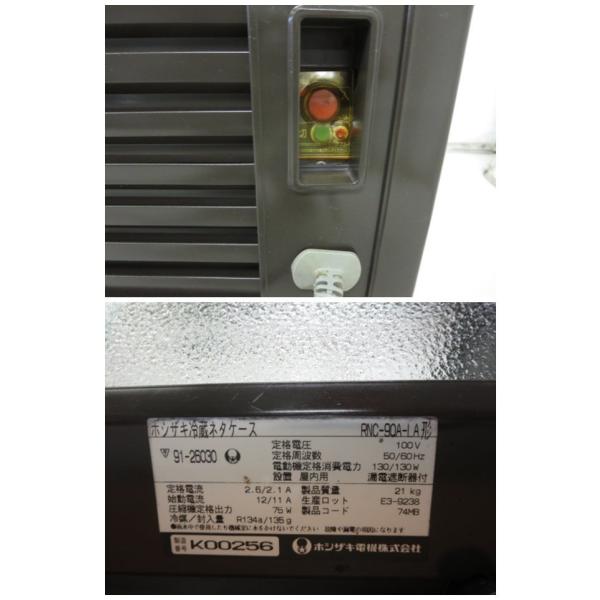 切
ホシザキ冷蔵ネタケース RNC-90A-LA形
定格電圧 100V
▽ 91-26030 定格周波数 50/60Hz
電動機定格消費電力 130/130W
設置 屋内用 漏電遮断器付
定格電流 2.6/2.1A 製品質量 21kg
始動電流 12/11A 生産ロット E3-9238
圧縮機定格出力 75W 製品コード 74MB
冷媒/封入量 R134a/135g
製品番号 K00256 ホシザキ電機株式会社